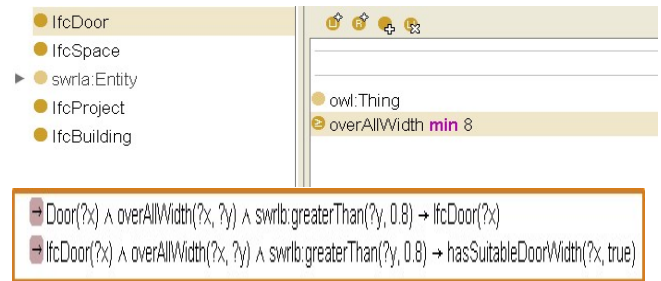 IfcDoor
IfcSpace
swrla:Entity
IfcProject
IfcBuilding
owl:Thing
overAllWidth min 8
Door(?x) ∧ overAllWidth(?x, ?y) ∧ swrlb:greaterThan(?y, 0.8) → IfcDoor(?x)
IfcDoor(?x) ∧ overAllWidth(?x, ?y) ∧ swrlb:greaterThan(?y, 0.8) → hasSuitableDoorWidth(?x, true)